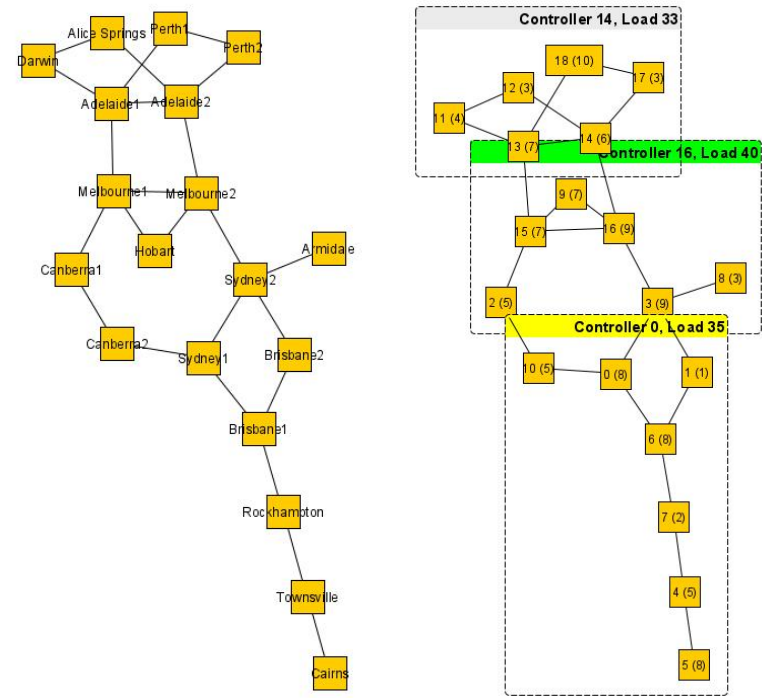 Alice Springs
Perth1
Perth2
Darwin
Adelaide1
Adelaide2
Melbourne1
Melbourne2
Hobart
Armidale
Canberra1
Sydney2
Canberra2
Sydney1
Brisbane2
Brisbane1
Rockhampton
Townsville
Cairns
Controller 14, Load 33
18 (10)
17 (3)
12 (3)
11 (4)
13 (7)
14 (6)
Controller 16, Load 40
9 (7)
15 (7)
16 (9)
8 (3)
2 (5)
3 (9)
Controller 0, Load 35
10 (5)
0 (8)
1 (1)
6 (8)
7 (2)
4 (5)
5 (8)